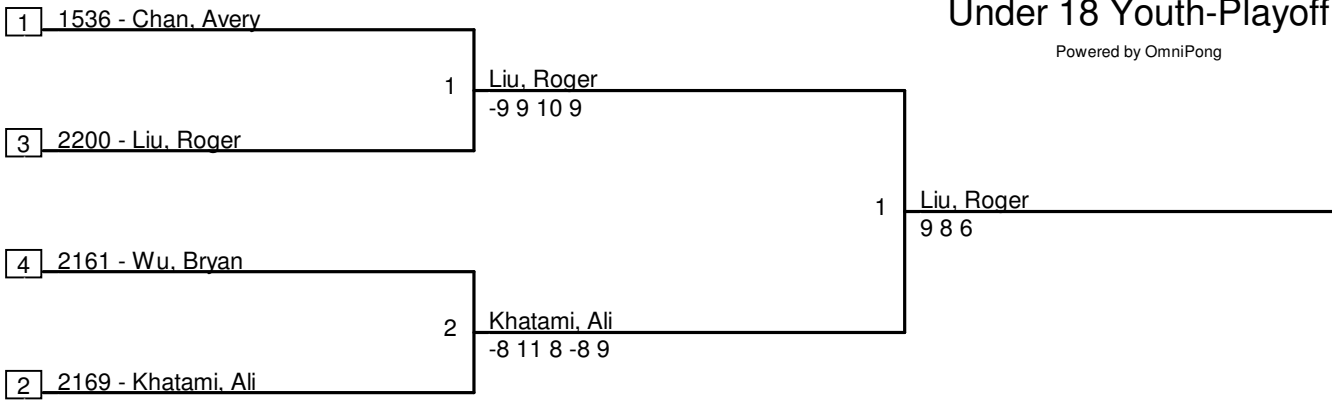 Under 18 Youth-Playoff
Powered by OmniPong
1 1536 - Chan, Avery
1 Liu, Roger
-9 9 10 9
3 2200 - Liu, Roger
1 Liu, Roger
9 8 6
4 2161 - Wu, Bryan
2 Khatami, Ali
-8 11 8 -8 9
2 2169 - Khatami, Ali